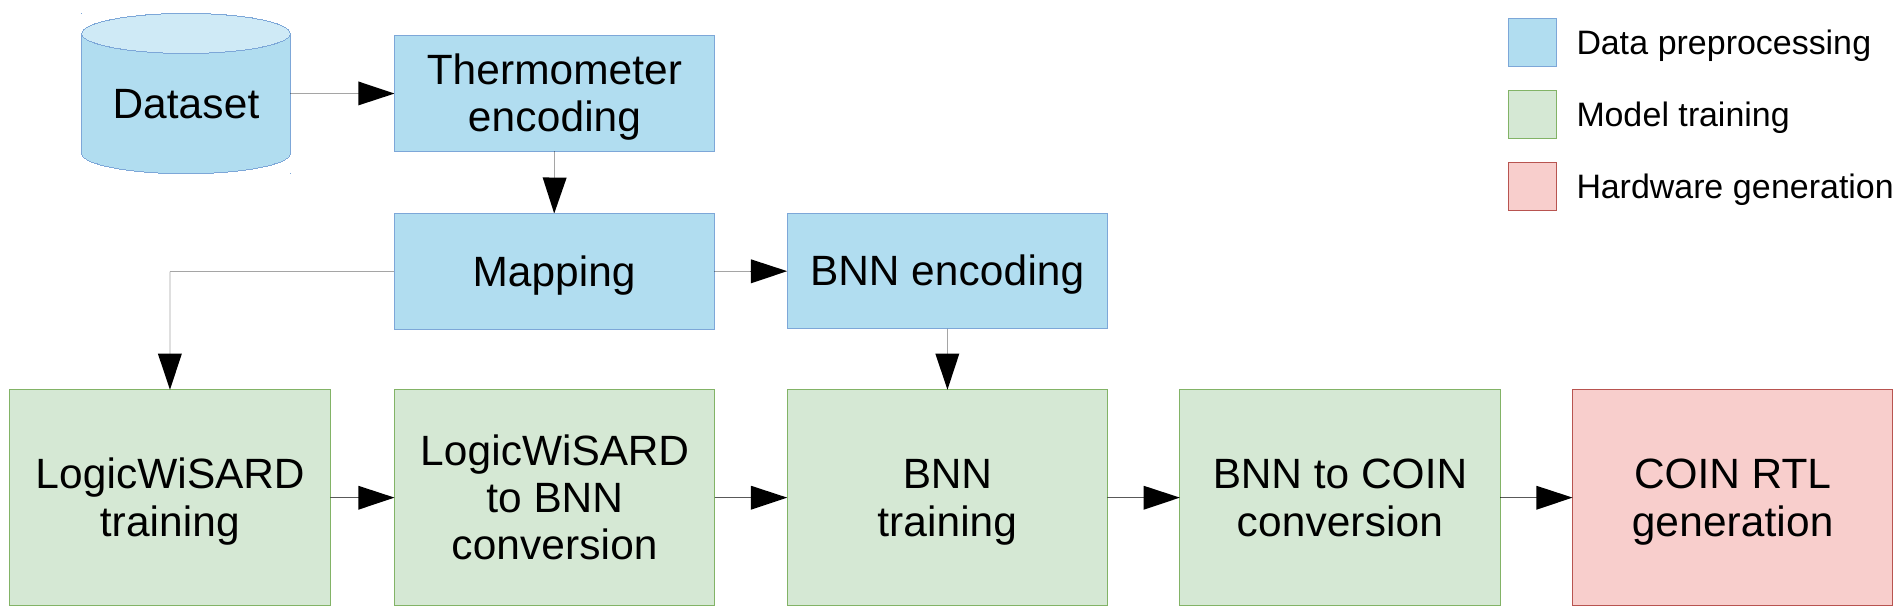 Dataset
Thermometer
encoding
Data preprocessing
Model training
Hardware generation
Mapping
BNN encoding
LogicWiSARD
training
LogicWiSARD
to BNN
conversion
BNN
training
BNN to COIN
conversion
COIN RTL
generation